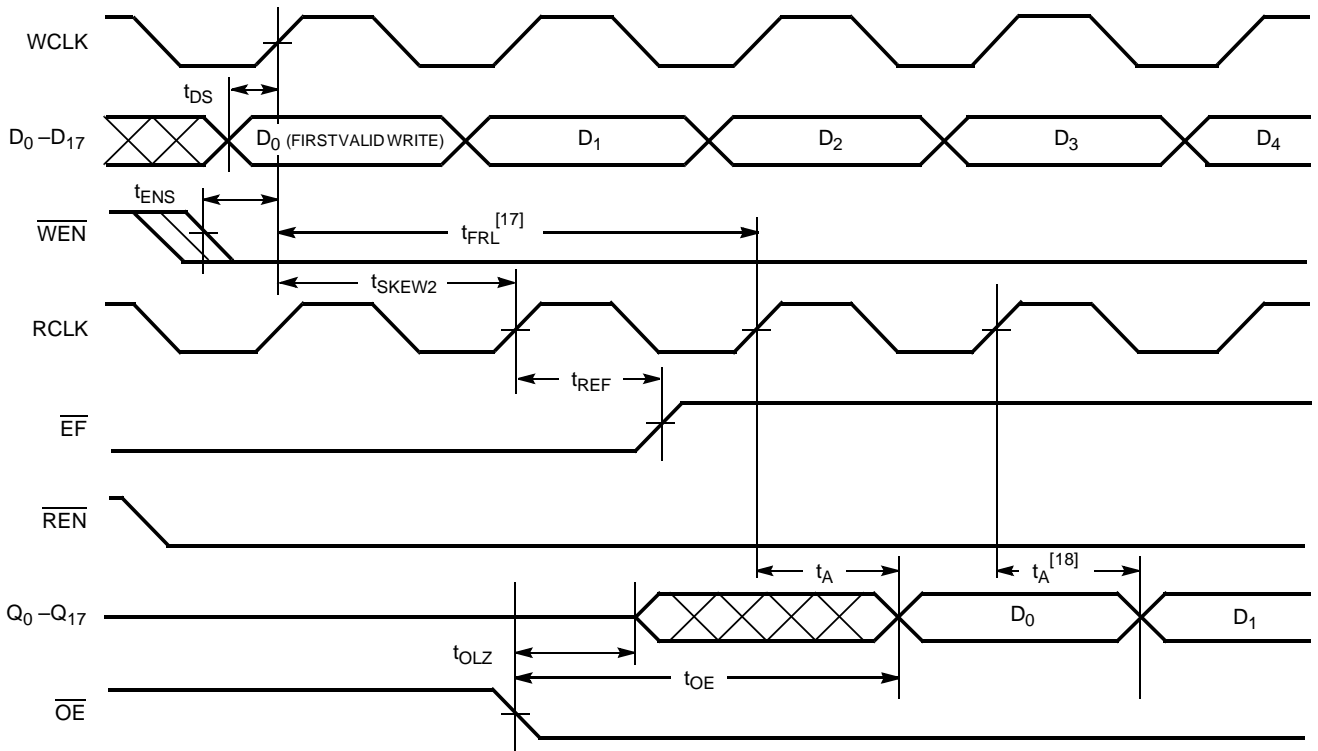 WCLK
tDS
D0 –D17
D0 (FIRSTVALID WRITE)
D1
D2
D3
D4
tENS
WEN
tFRL[17]
tSKEW2
RCLK
tREF
EF
REN
tA
tA[18]
Q0 –Q17
D0
D1
tOLZ
tOE
OE